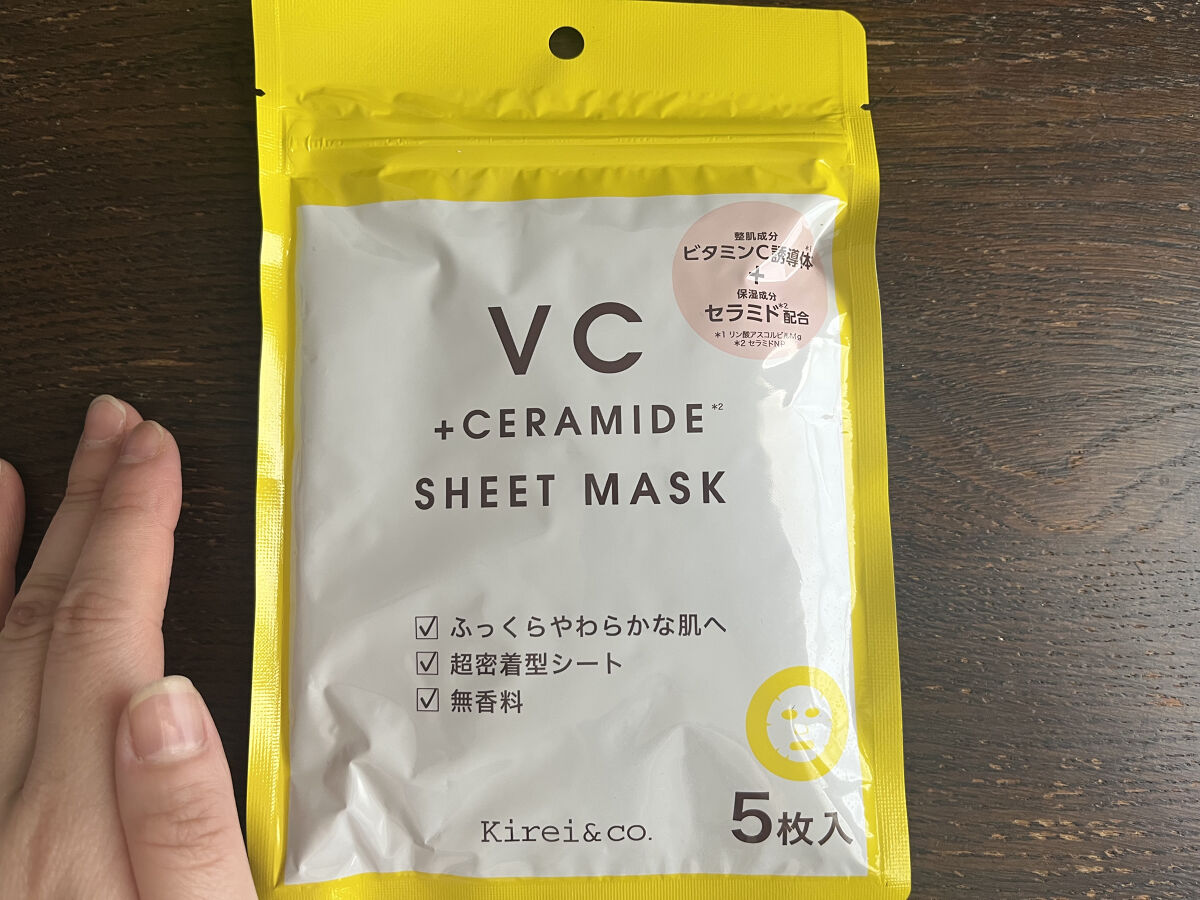 整肌成分
ビタミンC誘導体*1
+
保湿成分
セラミド*2配合
*1 リン酸アスコルビルMg
*2 セラミドNP
VC
+CERAMIDE*2
SHEET MASK
☑ ふっくらやわらかな肌へ
☑ 超密着型シート
☑ 無香料
Kirei&co.
5枚入